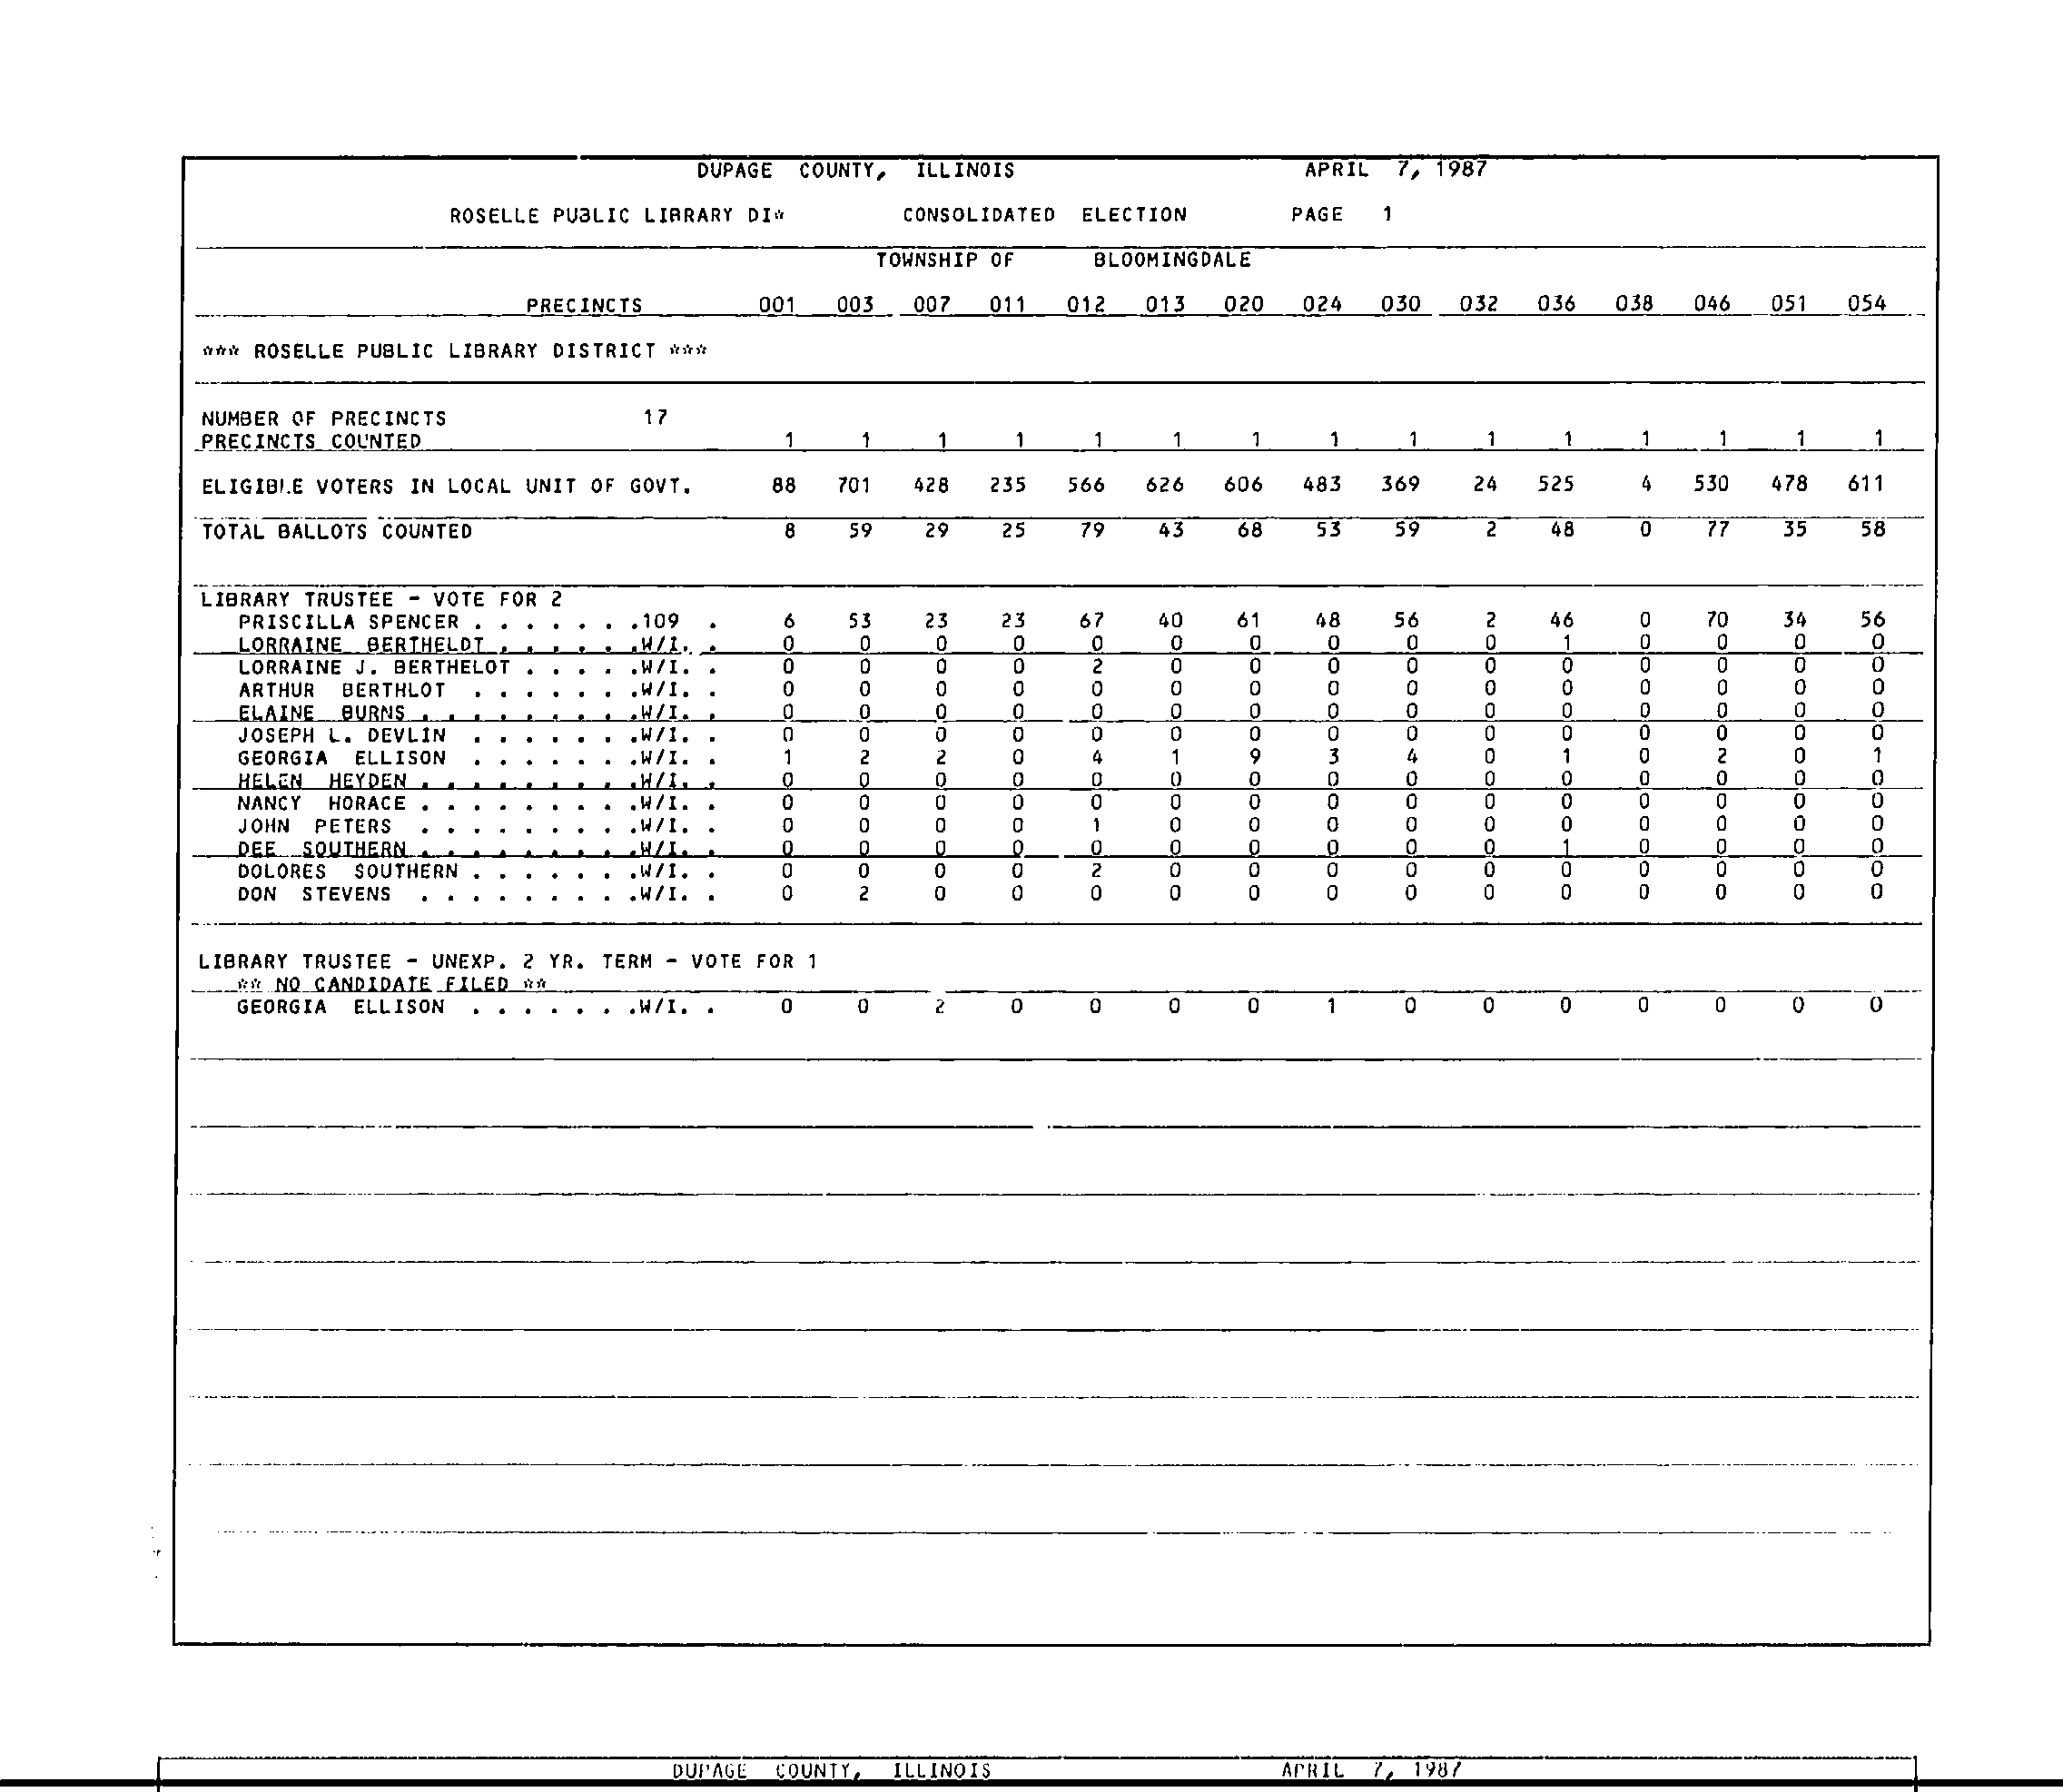 DUPAGE COUNTY, ILLINOIS APRIL 7, 1987
ROSELLE PUBLIC LIBRARY DI* CONSOLIDATED ELECTION PAGE 1
TOWNSHIP OF BLOOMINGDALE
PRECINCTS 001 003 007 011 012 013 020 024 030 032 036 038 046 051 054
*** ROSELLE PUBLIC LIBRARY DISTRICT ***
NUMBER OF PRECINCTS 17
PRECINCTS COUNTED 1 1 1 1 1 1 1 1 1 1 1 1 1 1 1
ELIGIBLE VOTERS IN LOCAL UNIT OF GOVT. 88 701 428 235 566 626 606 483 369 24 525 4 530 478 611
TOTAL BALLOTS COUNTED 8 59 29 25 79 43 68 53 59 2 48 0 77 35 58
LIBRARY TRUSTEE - VOTE FOR 2
PRISCILLA SPENCER . . . . . . .109 . 6 53 23 23 67 40 61 48 56 2 46 0 70 34 56
LORRAINE BERTHELDT . . . . . .W/I. . 0 0 0 0 0 0 0 0 0 0 1 0 0 0 0
LORRAINE J. BERTHELOT . . . . .W/I. . 0 0 0 0 2 0 0 0 0 0 0 0 0 0 0
ARTHUR BERTHLOT . . . . . . .W/I. . 0 0 0 0 0 0 0 0 0 0 0 0 0 0 0
ELAINE BURNS . . . . . . . . .W/I. . 0 0 0 0 0 0 0 0 0 0 0 0 0 0 0
JOSEPH L. DEVLIN . . . . . . .W/I. . 0 0 0 0 0 0 0 0 0 0 0 0 0 0 0
GEORGIA ELLISON . . . . . . .W/I. . 1 2 2 0 4 1 9 3 4 0 1 0 2 0 1
HELEN HEYDEN . . . . . . . . .W/I. . 0 0 0 0 0 0 0 0 0 0 0 0 0 0 0
NANCY HORACE . . . . . . . . .W/I. . 0 0 0 0 0 0 0 0 0 0 0 0 0 0 0
JOHN PETERS . . . . . . . . .W/I. . 0 0 0 0 1 0 0 0 0 0 0 0 0 0 0
DEE SOUTHERN . . . . . . . . .W/I. . 0 0 0 0 0 0 0 0 0 0 1 0 0 0 0
DOLORES SOUTHERN . . . . . . .W/I. . 0 0 0 0 2 0 0 0 0 0 0 0 0 0 0
DON STEVENS . . . . . . . . .W/I. . 0 2 0 0 0 0 0 0 0 0 0 0 0 0 0
LIBRARY TRUSTEE - UNEXP. 2 YR. TERM - VOTE FOR 1
** NO CANDIDATE FILED **
GEORGIA ELLISON . . . . . . .W/I. . 0 0 2 0 0 0 0 1 0 0 0 0 0 0 0
DUPAGE COUNTY, ILLINOIS APRIL 7, 1987